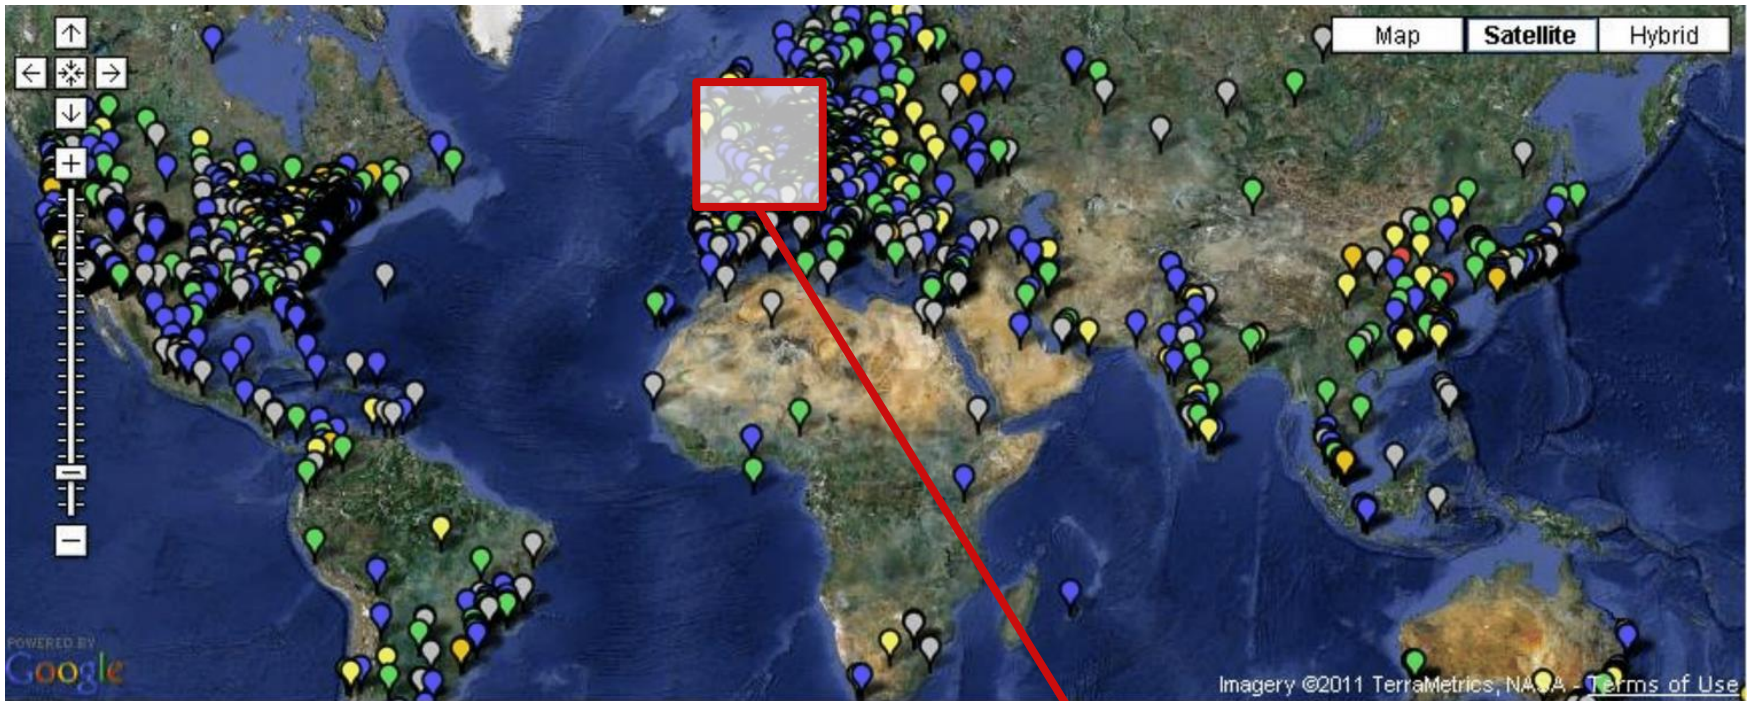 Map Satellite Hybrid
POWERED BY
Google
Imagery ©2011 TerraMetrics, NASA - Terms of Use